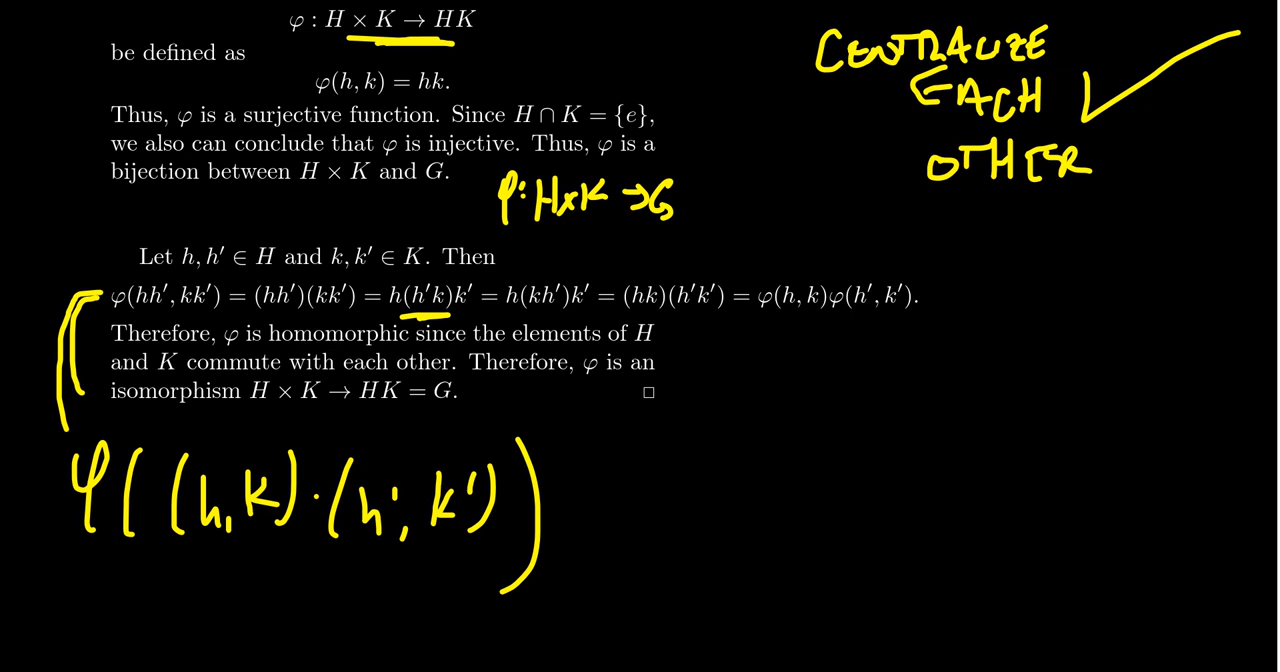 φ : H × K → HK
be defined as
φ(h, k) = hk.
Thus, φ is a surjective function. Since H ∩ K = {e},
we also can conclude that φ is injective. Thus, φ is a
bijection between H × K and G.
φ: H×K → G
CENTRALIZE
EACH
OTHER
Let h, h′ ∈ H and k, k′ ∈ K. Then
φ(hh′, kk′) = (hh′)(kk′) = h(h′k)k′ = h(kh′)k′ = (hk)(h′k′) = φ(h, k)φ(h′, k′).
Therefore, φ is homomorphic since the elements of H
and K commute with each other. Therefore, φ is an
isomorphism H × K → HK = G. □
φ((h, k) · (h′, k′))